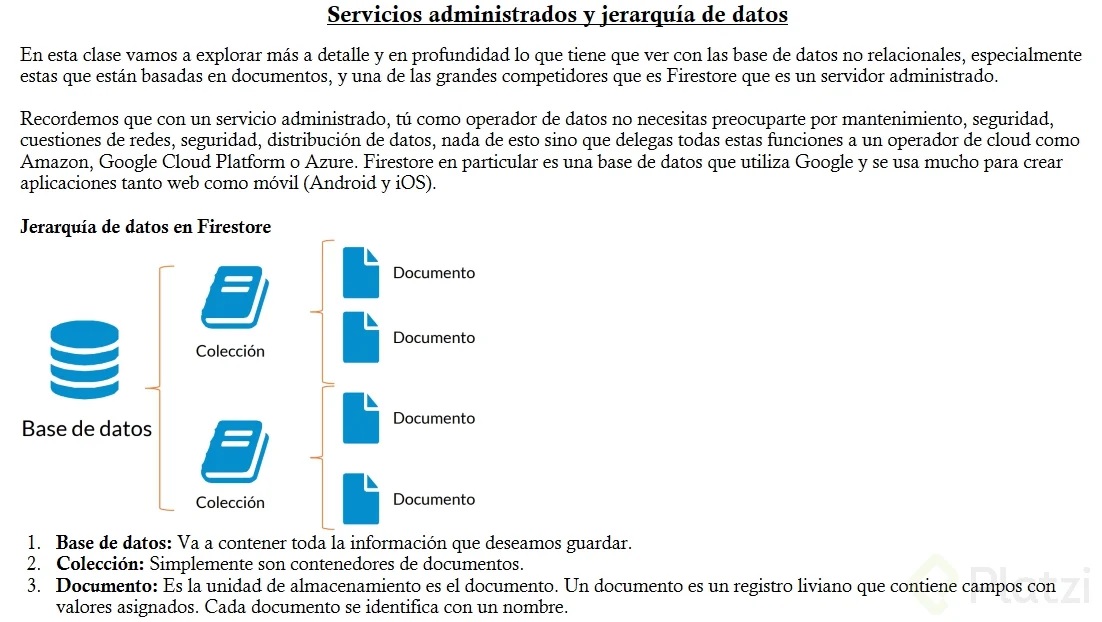 Servicios administrados y jerarquía de datos
En esta clase vamos a explorar más a detalle y en profundidad lo que tiene que ver con las base de datos no relacionales, especialmente
estas que están basadas en documentos, y una de las grandes competidores que es Firestore que es un servidor administrado.
Recordemos que con un servicio administrado, tú como operador de datos no necesitas preocuparte por mantenimiento, seguridad,
cuestiones de redes, seguridad, distribución de datos, nada de esto sino que delegas todas estas funciones a un operador de cloud como
Amazon, Google Cloud Platform o Azure. Firestore en particular es una base de datos que utiliza Google y se usa mucho para crear
aplicaciones tanto web como móvil (Android y iOS).
Jerarquía de datos en Firestore
Base de datos
Colección
Documento
Documento
Colección
Documento
Documento
1. Base de datos: Va a contener toda la información que deseamos guardar.
2. Colección: Simplemente son contenedores de documentos.
3. Documento: Es la unidad de almacenamiento es el documento. Un documento es un registro liviano que contiene campos con
valores asignados. Cada documento se identifica con un nombre.
Platzi